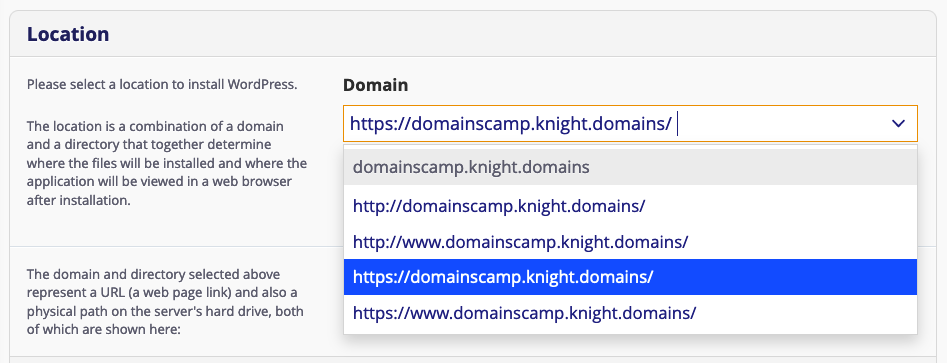 Location
Please select a location to install WordPress.
The location is a combination of a domain
and a directory that together determine
where the files will be installed and where the
application will be viewed in a web browser
after installation.
Domain
https://domainscamp.knight.domains/
domainscamp.knight.domains
http://domainscamp.knight.domains/
http://www.domainscamp.knight.domains/
https://domainscamp.knight.domains/
https://www.domainscamp.knight.domains/
The domain and directory selected above
represent a URL (a web page link) and also a
physical path on the server's hard drive, both
of which are shown here: